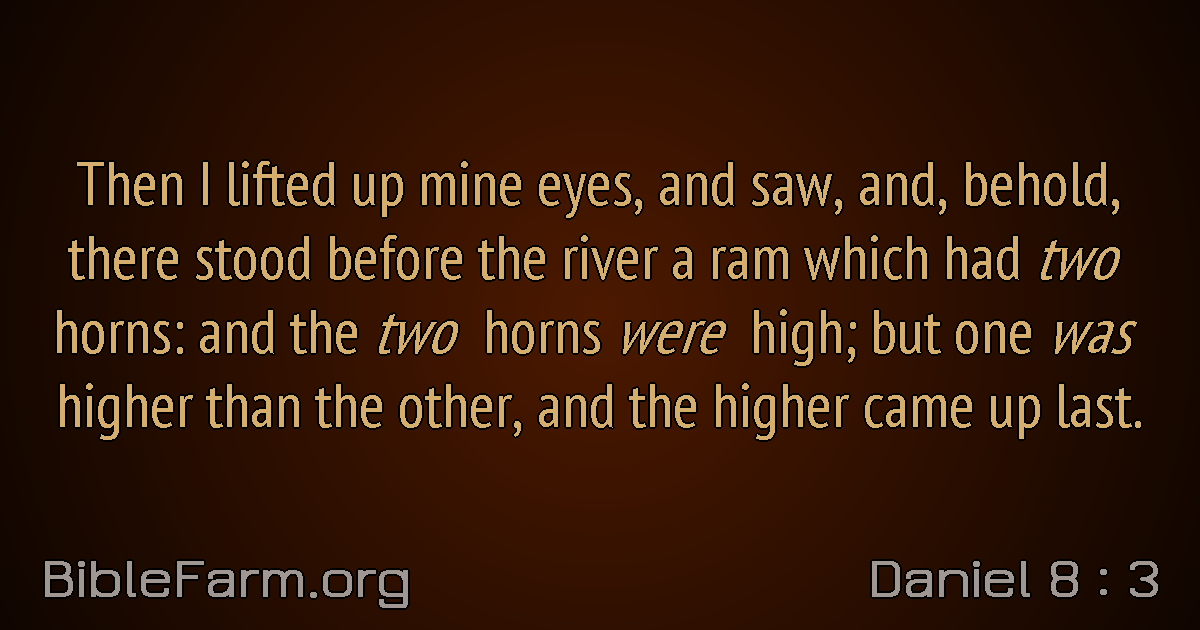 Then I lifted up mine eyes, and saw, and, behold,
there stood before the river a ram which had two
horns: and the two horns were high; but one was
higher than the other, and the higher came up last.
BibleFarm.org
Daniel 8 : 3